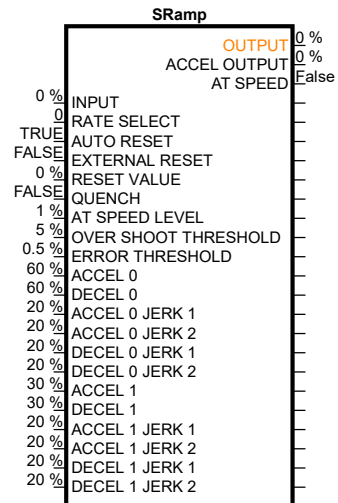 SRamp
OUTPUT 0 %
ACCEL OUTPUT 0 %
AT SPEED False
0 % INPUT
0 RATE SELECT
TRUE AUTO RESET
FALSE EXTERNAL RESET
0 % RESET VALUE
FALSE QUENCH
1 % AT SPEED LEVEL
5 % OVER SHOOT THRESHOLD
0.5 % ERROR THRESHOLD
60 % ACCEL 0
60 % DECEL 0
20 % ACCEL 0 JERK 1
20 % ACCEL 0 JERK 2
20 % DECEL 0 JERK 1
20 % DECEL 0 JERK 2
30 % ACCEL 1
30 % DECEL 1
20 % ACCEL 1 JERK 1
20 % ACCEL 1 JERK 2
20 % DECEL 1 JERK 1
20 % DECEL 1 JERK 2